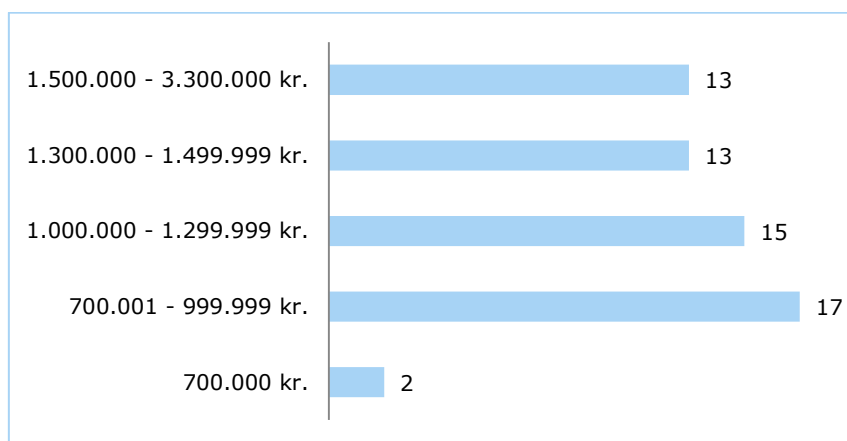 1.500.000 - 3.300.000 kr. 13
1.300.000 - 1.499.999 kr. 13
1.000.000 - 1.299.999 kr. 15
700.001 - 999.999 kr. 17
700.000 kr. 2